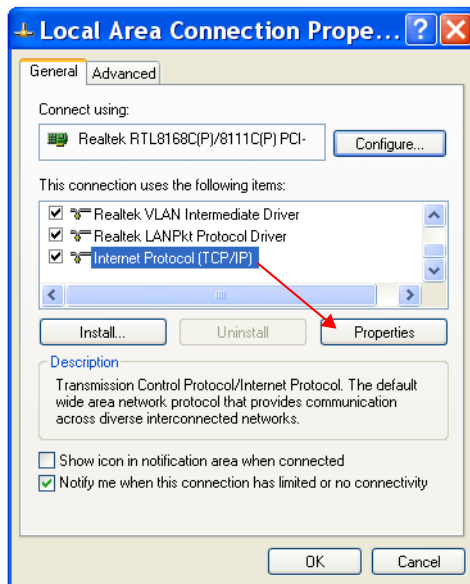 Local Area Connection Prope...
General
Advanced
Connect using:
Realtek RTL8168C(P)/8111C(P) PCI-
Configure...
This connection uses the following items:
Realtek VLAN Intermediate Driver
Realtek LANPkt Protocol Driver
Internet Protocol (TCP/IP)
Install...
Uninstall
Properties
Description
Transmission Control Protocol/Internet Protocol. The default
wide area network protocol that provides communication
across diverse interconnected networks.
Show icon in notification area when connected
Notify me when this connection has limited or no connectivity
OK
Cancel